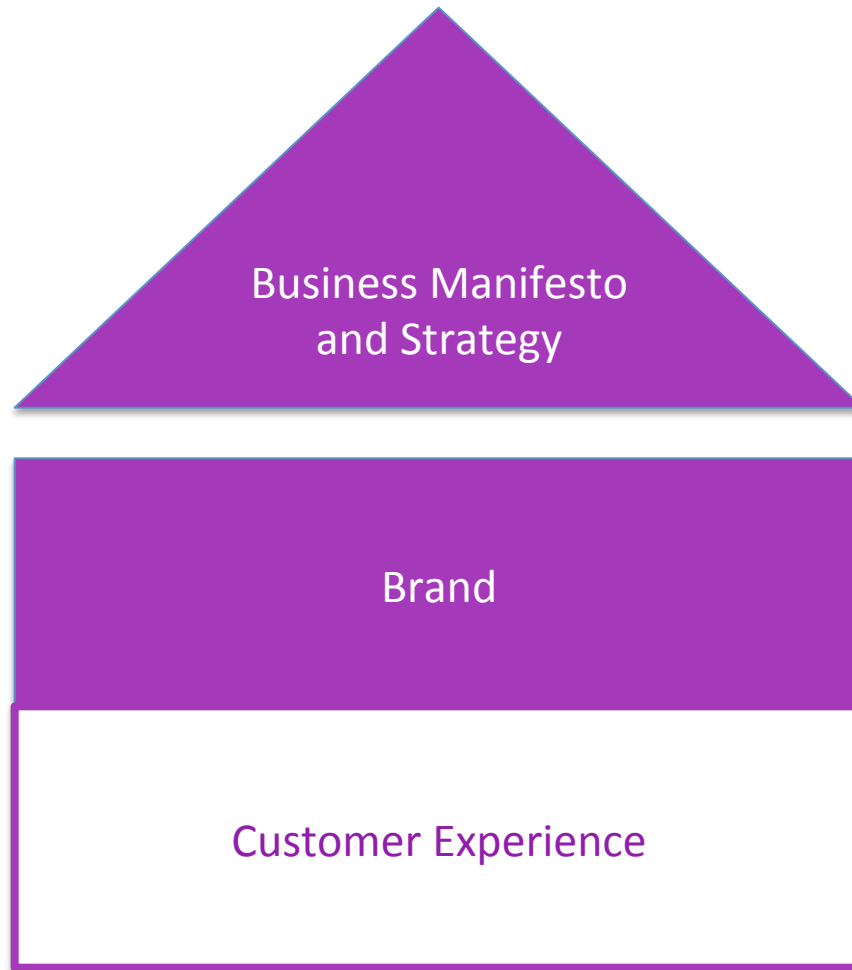 Business Manifesto
and Strategy
Brand
Customer Experience